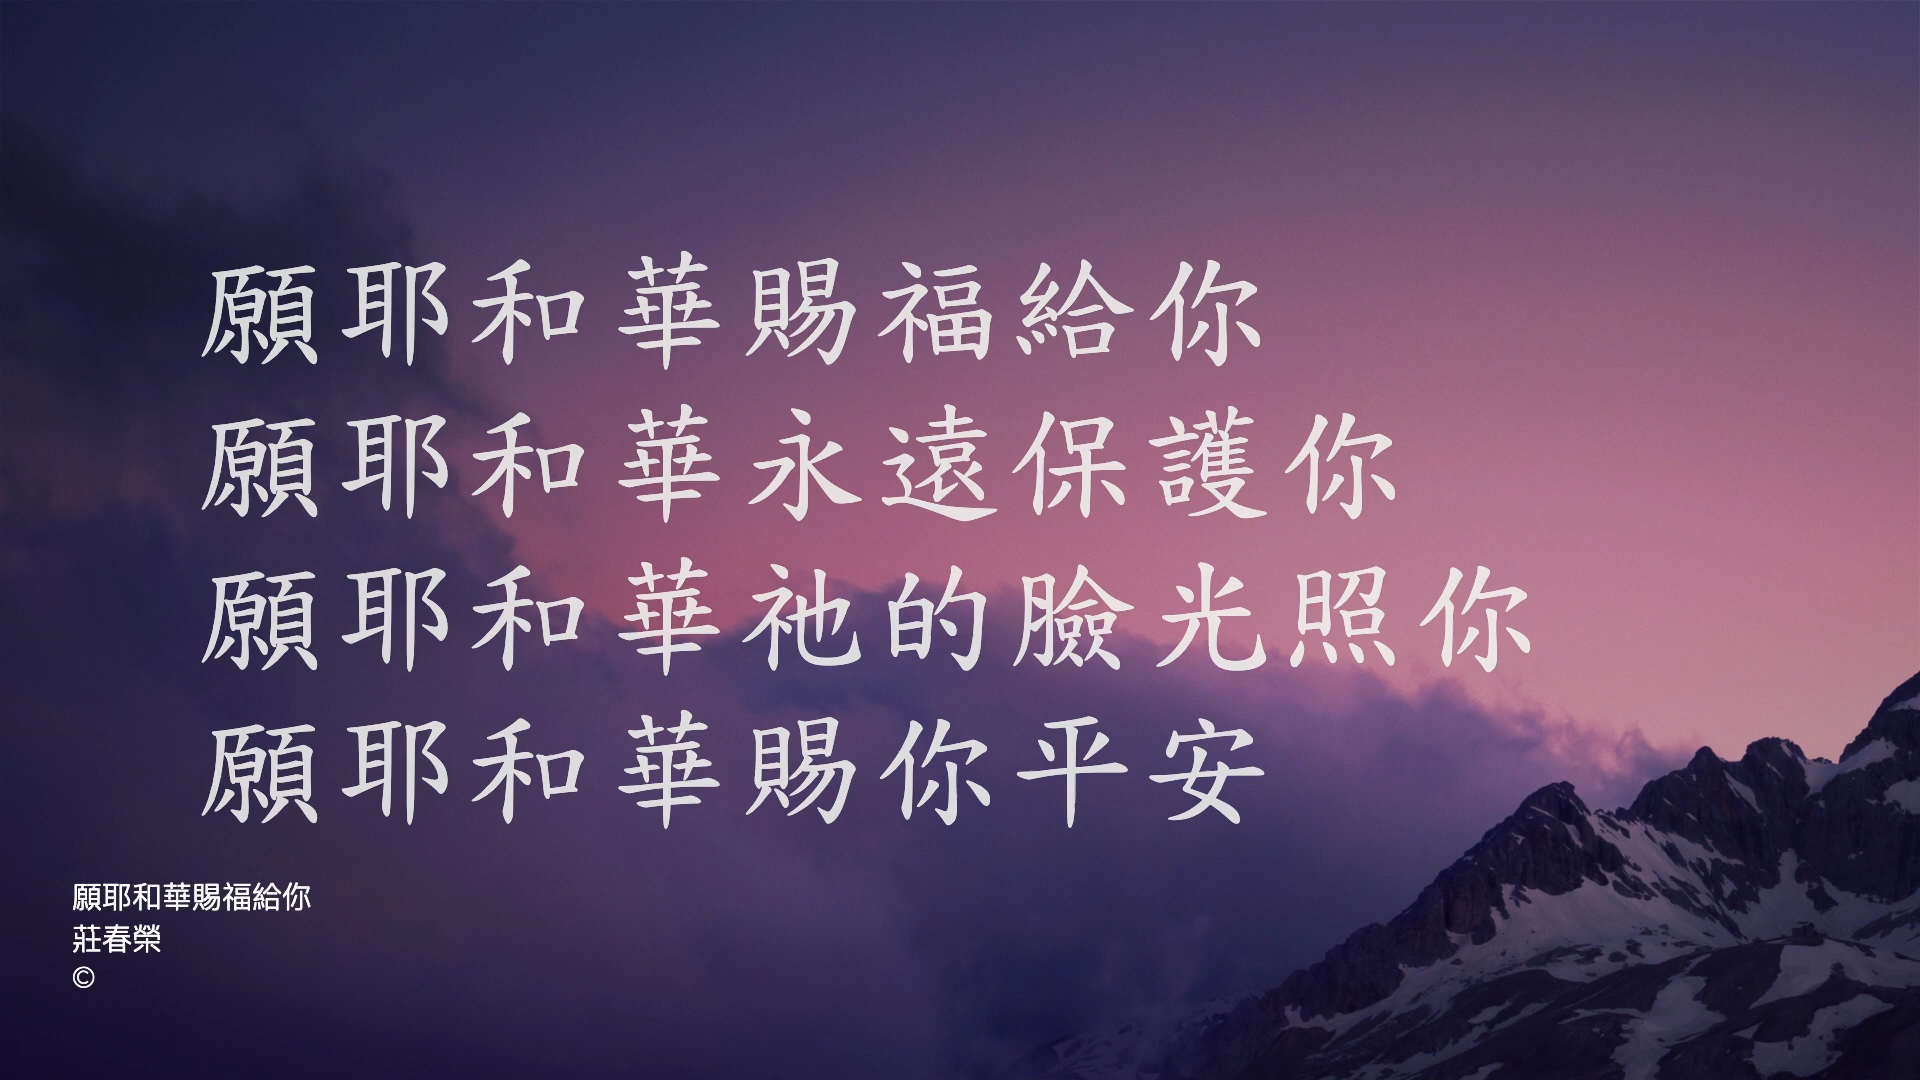 願耶和華賜福給你
願耶和華永遠保護你
願耶和華祂的臉光照你
願耶和華賜你平安
願耶和華賜福給你
莊春榮
©